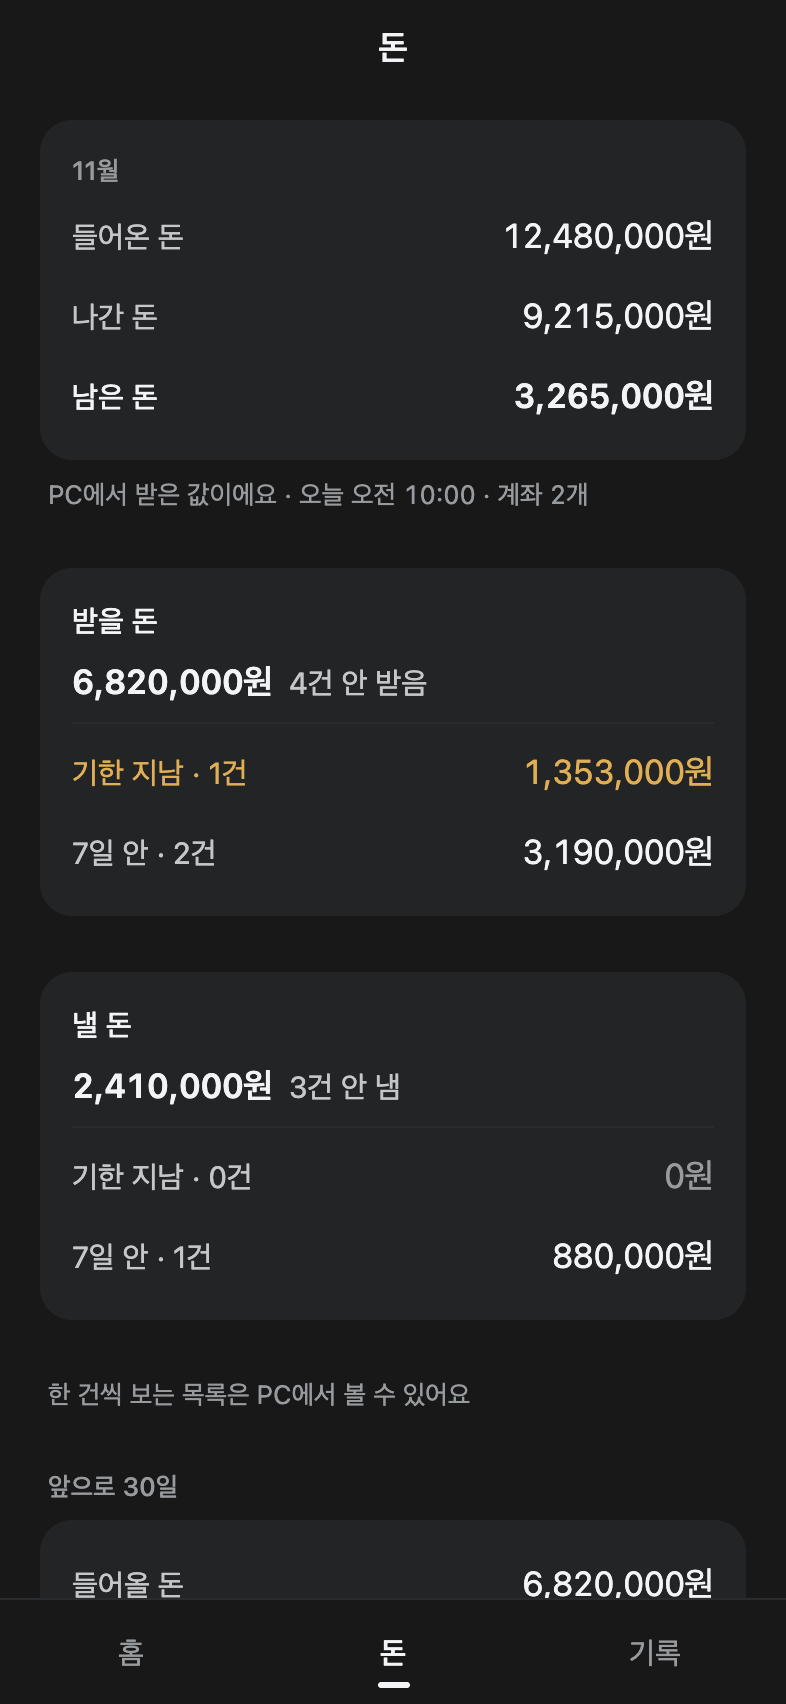 돈
11월
들어온 돈 12,480,000원
나간 돈 9,215,000원
남은 돈 3,265,000원
PC에서 받은 값이에요 · 오늘 오전 10:00 · 계좌 2개
받을 돈
6,820,000원 4건 안 받음
기한 지남 · 1건 1,353,000원
7일 안 · 2건 3,190,000원
낼 돈
2,410,000원 3건 안 냄
기한 지남 · 0건 0원
7일 안 · 1건 880,000원
한 건씩 보는 목록은 PC에서 볼 수 있어요
앞으로 30일
들어올 돈 6,820,000원
홈 돈 기록